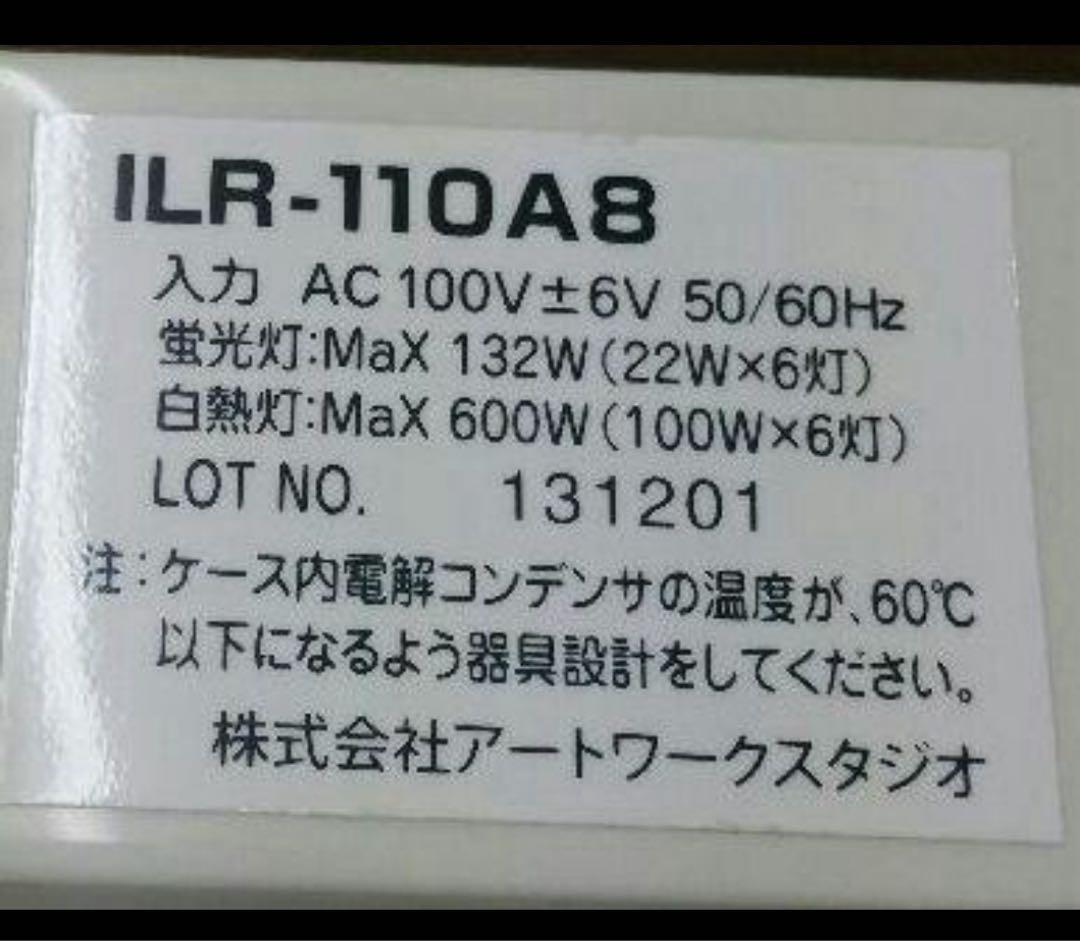 ILR-110A8
入力 AC 100V±6V 50/60Hz
蛍光灯:MaX 132W(22W×6灯)
白熱灯:MaX 600W(100W×6灯)
LOT NO. 131201
注:ケース内電解コンデンサの温度が、60℃
以下になるよう器具設計をしてください。
株式会社アートワークスタジオ